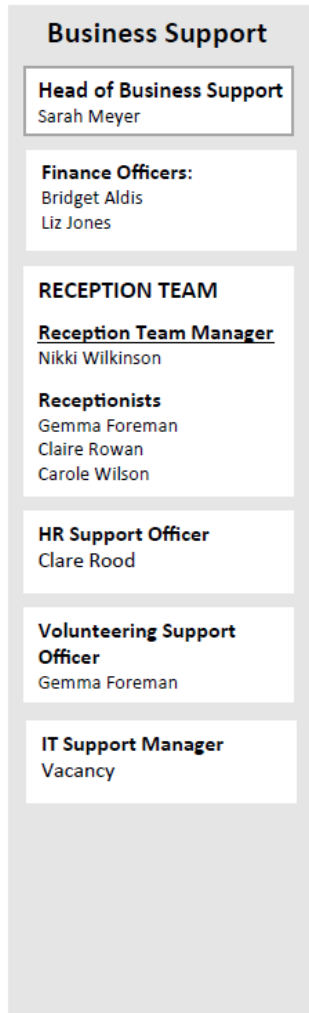 Business Support
Head of Business Support
Sarah Meyer
Finance Officers:
Bridget Aldis
Liz Jones
RECEPTION TEAM
Reception Team Manager
Nikki Wilkinson
Receptionists
Gemma Foreman
Claire Rowan
Carole Wilson
HR Support Officer
Clare Rood
Volunteering Support
Officer
Gemma Foreman
IT Support Manager
Vacancy